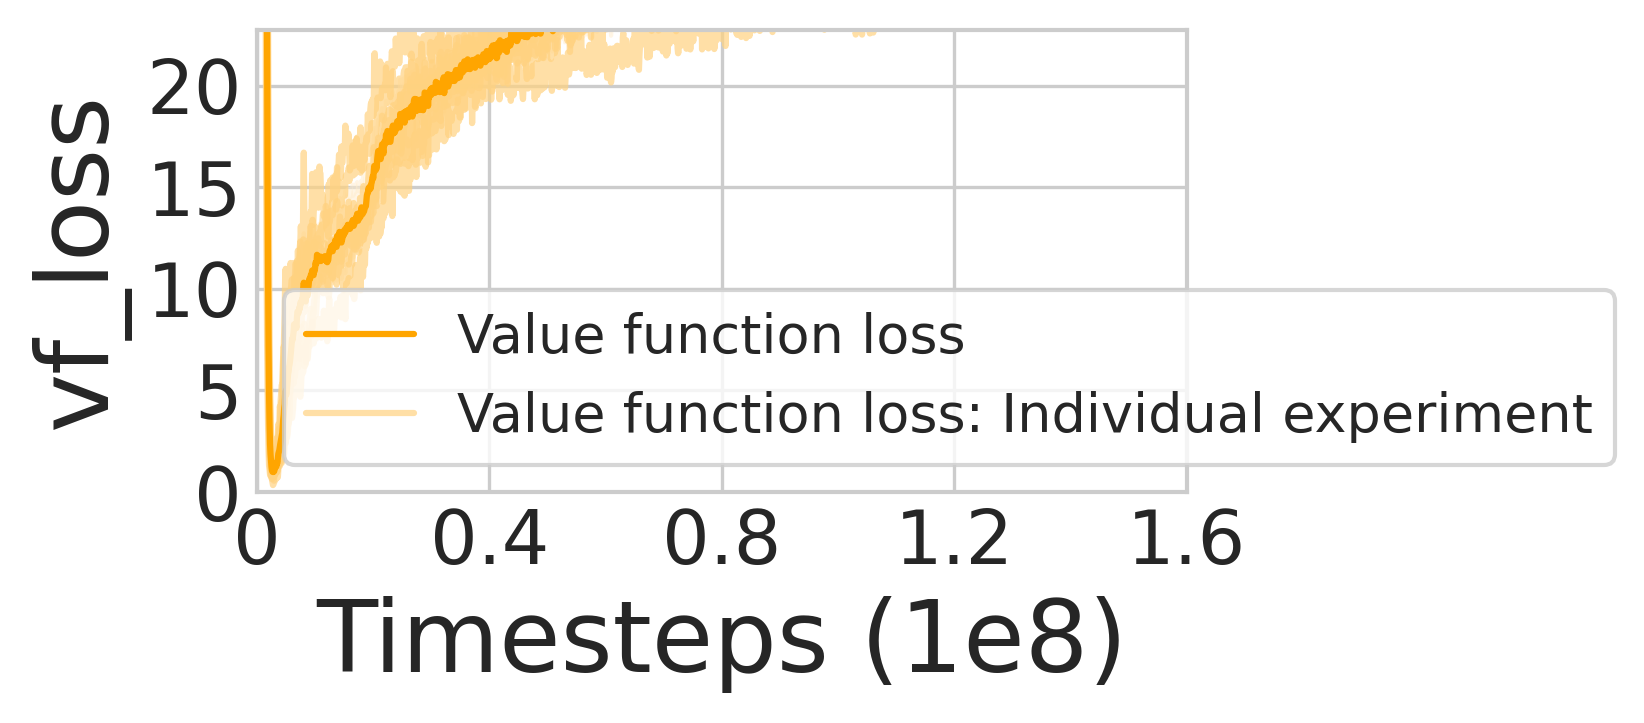 vf_loss
20
15
10
5
0
Value function loss
Value function loss: Individual experiment
0 0.4 0.8 1.2 1.6
Timesteps (1e8)